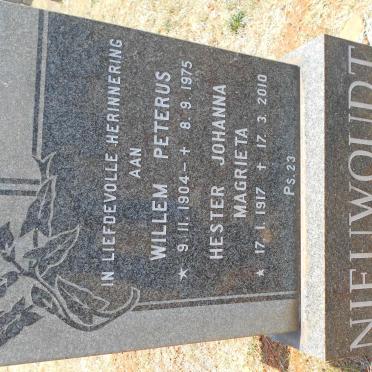 IN LIEFDEVOLLE HERINNERING
AAN
WILLEM PETERUS
★ 9.11.1904 – ✝ 8.9.1975
HESTER JOHANNA
MAGRIETA
★ 17.1.1917 ✝ 17.3.2010
PS.23
NIEUWOUDT